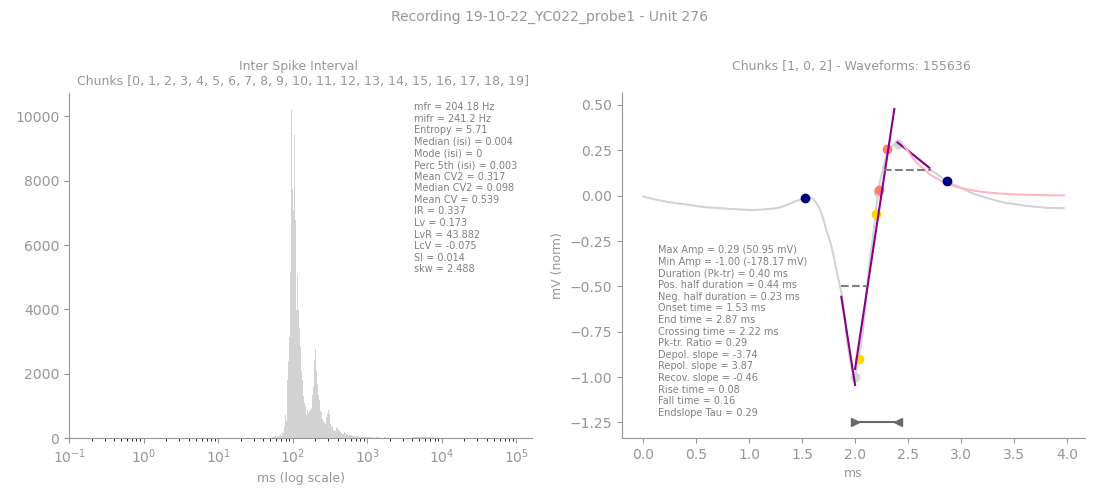 Recording 19-10-22_YC022_probe1 - Unit 276
Inter Spike Interval
Chunks [0, 1, 2, 3, 4, 5, 6, 7, 8, 9, 10, 11, 12, 13, 14, 15, 16, 17, 18, 19]
10000
8000
6000
4000
2000
0
mfr = 204.18 Hz
mifr = 241.2 Hz
Entropy = 5.71
Median (isi) = 0.004
Mode (isi) = 0
Perc 5th (isi) = 0.003
Mean CV2 = 0.317
Median CV2 = 0.098
Mean CV = 0.539
IR = 0.337
Lv = 0.173
LvR = 43.882
LcV = -0.075
SI = 0.014
skw = 2.488
10⁻¹ 10⁰ 10¹ 10² 10³ 10⁴ 10⁵
ms (log scale)
Chunks [1, 0, 2] - Waveforms: 155636
0.50
0.25
0.00
−0.25
−0.50
−0.75
−1.00
−1.25
mV (norm)
Max Amp = 0.29 (50.95 mV)
Min Amp = -1.00 (-178.17 mV)
Duration (Pk-tr) = 0.40 ms
Pos. half duration = 0.44 ms
Neg. half duration = 0.23 ms
Onset time = 1.53 ms
End time = 2.87 ms
Crossing time = 2.22 ms
Pk-tr. Ratio = 0.29
Depol. slope = -3.74
Repol. slope = 3.87
Recov. slope = -0.46
Rise time = 0.08
Fall time = 0.16
Endslope Tau = 0.29
0.0 0.5 1.0 1.5 2.0 2.5 3.0 3.5 4.0
ms